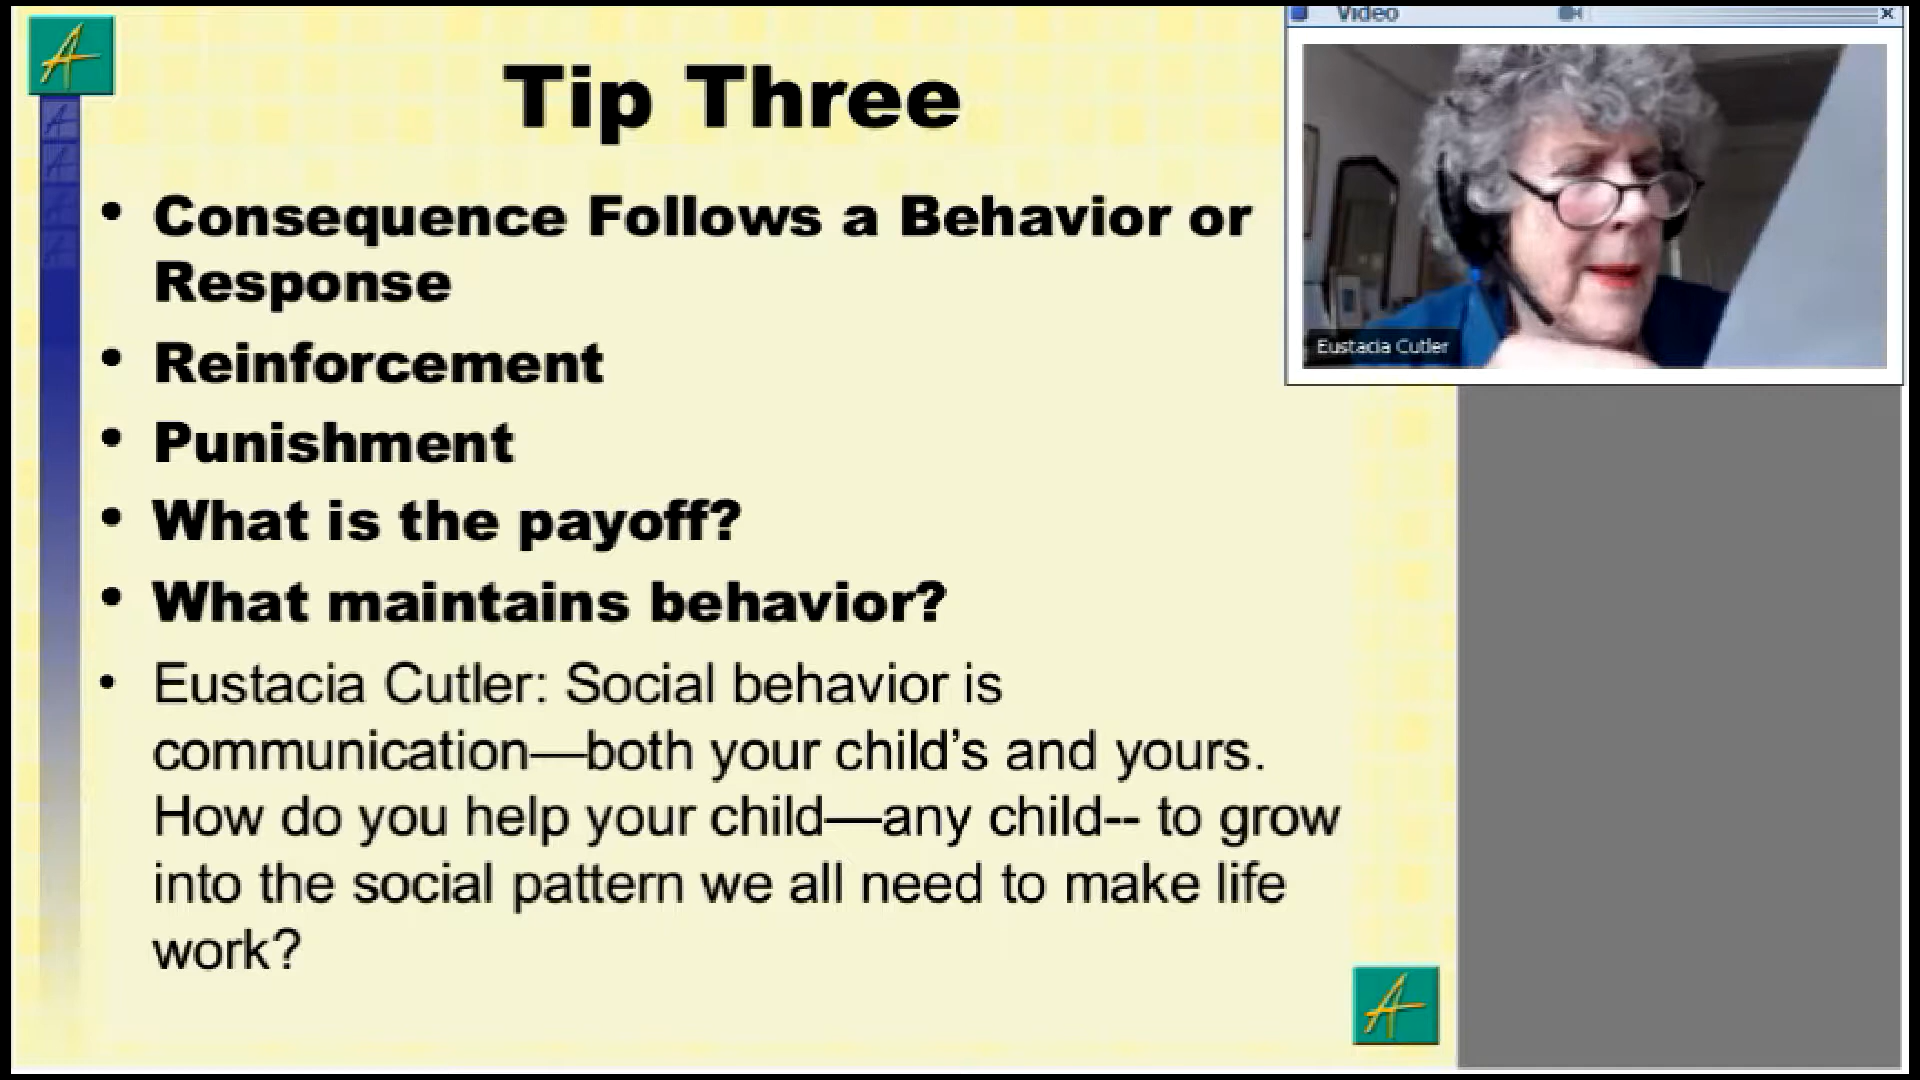 Video
Tip Three
• Consequence Follows a Behavior or
Response
• Reinforcement
• Punishment
• What is the payoff?
• What maintains behavior?
• Eustacia Cutler: Social behavior is
communication—both your child’s and yours.
How do you help your child—any child-- to grow
into the social pattern we all need to make life
work?
Eustacia Cutler